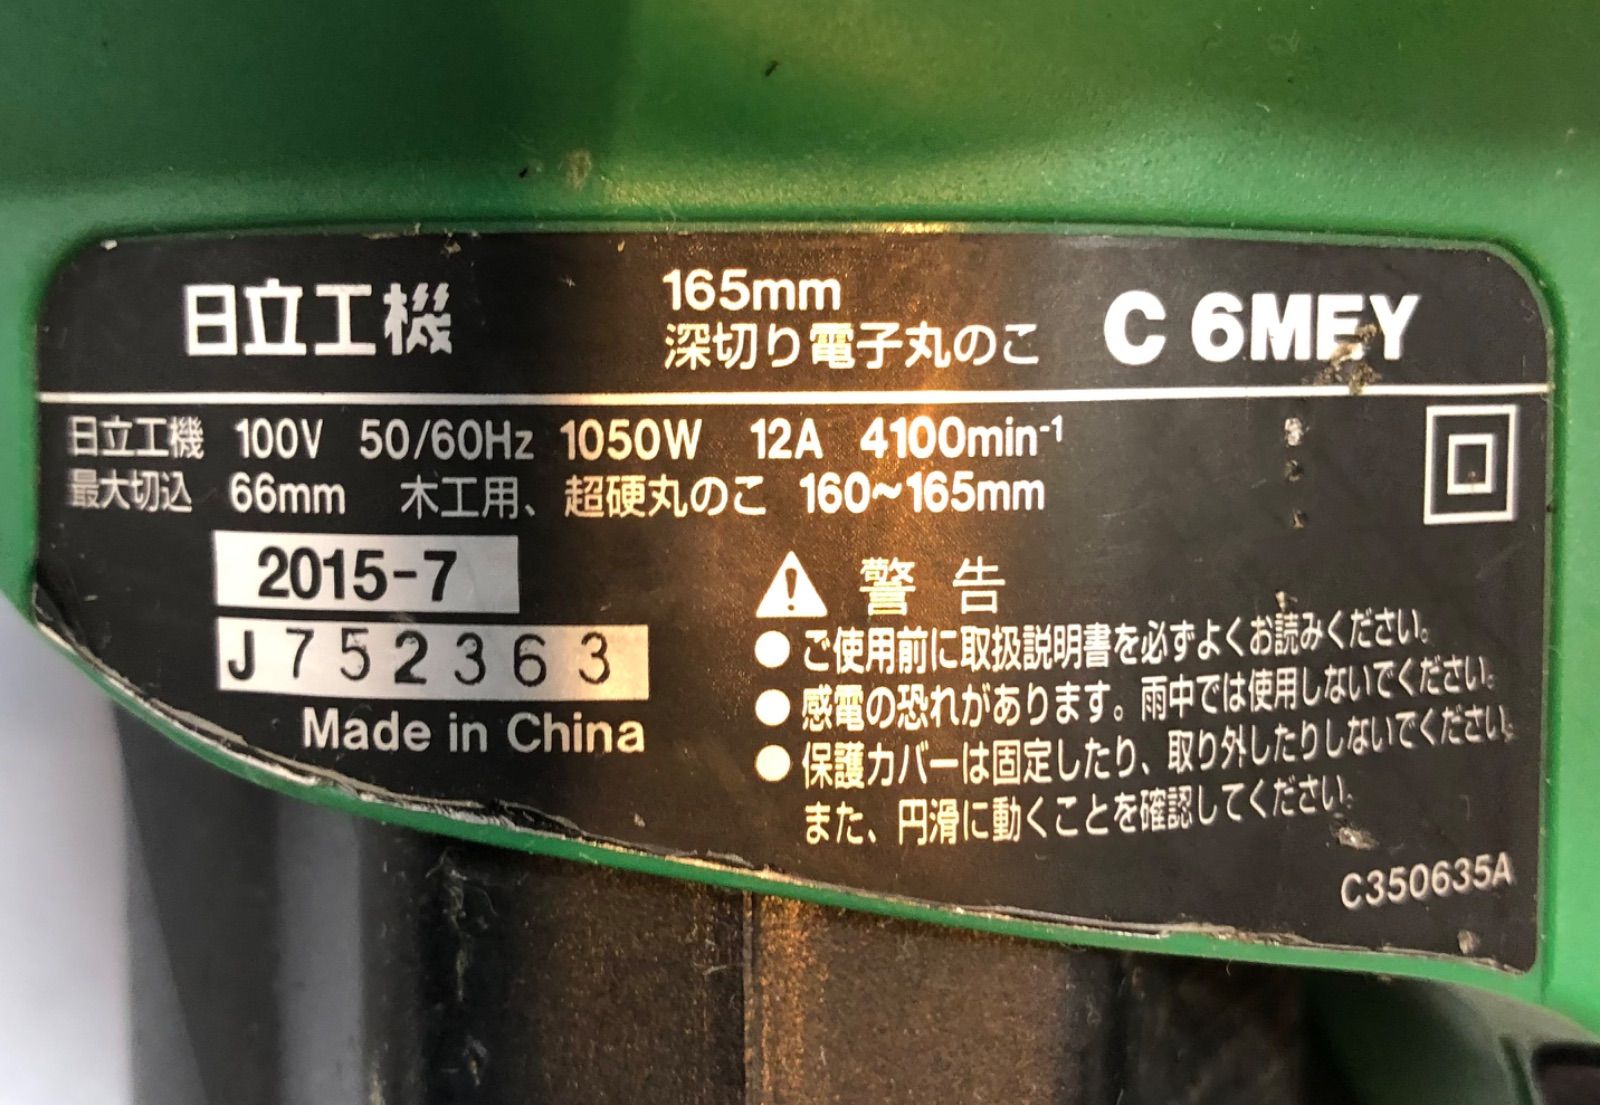 日立工機
165mm
深切り電子丸のこ
C 6MEY
日立工機 100V 50/60Hz 1050W 12A 4100min⁻¹
最大切込 66mm 木工用、超硬丸のこ 160~165mm
2015-7
J752363
Made in China
警告
●ご使用前に取扱説明書を必ずよくお読みください。
●感電の恐れがあります。雨中では使用しないでください。
●保護カバーは固定したり、取り外したりしないでください。
また、円滑に動くことを確認してください。
C350635A